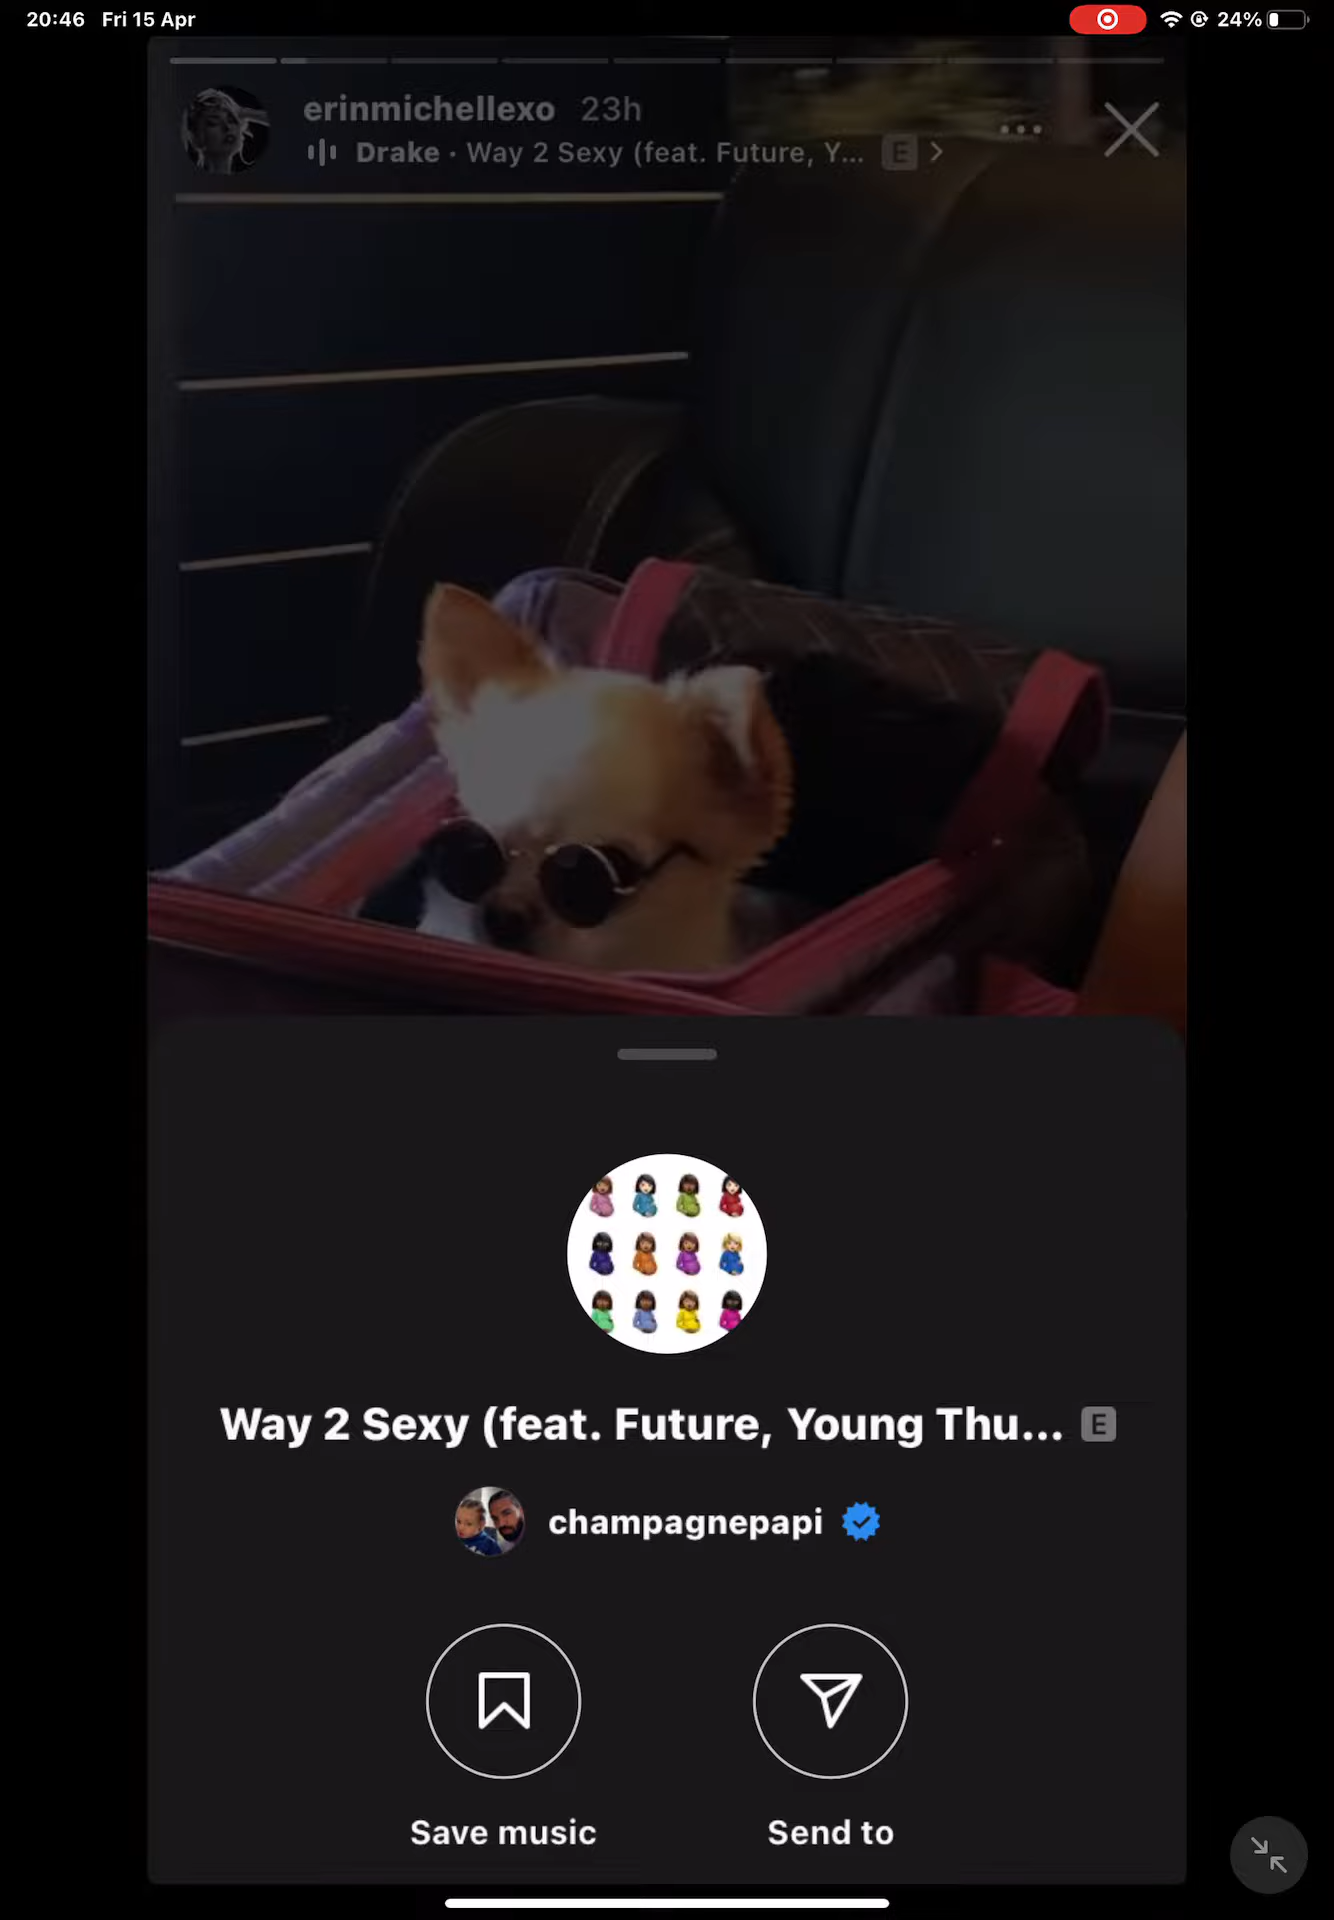 20:46 Fri 15 Apr
24%
erinmichellexo 23h
Drake · Way 2 Sexy (feat. Future, Y... E
Way 2 Sexy (feat. Future, Young Thu... E
champagnepapi
Save music
Send to